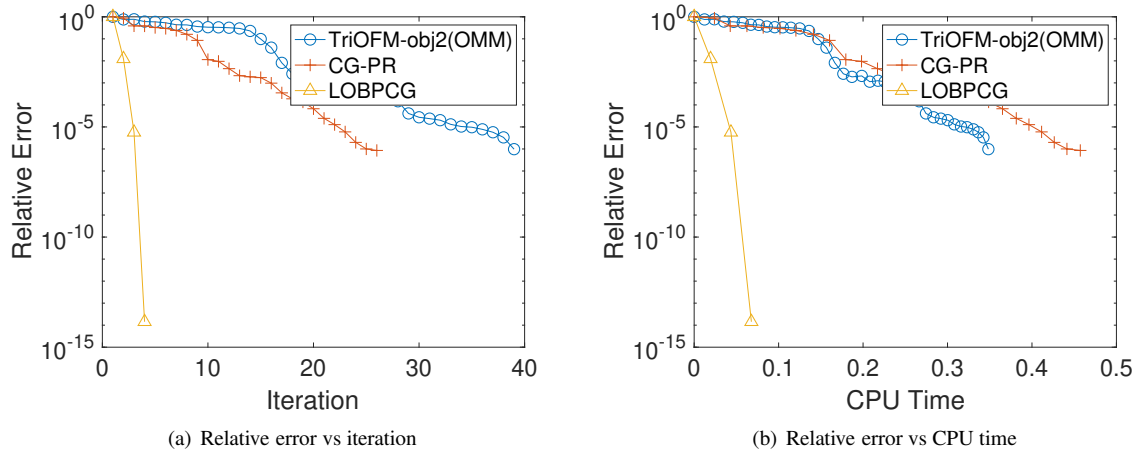 10^0
10^-5
10^-10
10^-15
Relative Error
0 10 20 30 40
Iteration
TriOFM-obj2(OMM)
CG-PR
LOBPCG
(a) Relative error vs iteration
10^0
10^-5
10^-10
10^-15
Relative Error
0 0.1 0.2 0.3 0.4 0.5
CPU Time
TriOFM-obj2(OMM)
CG-PR
LOBPCG
(b) Relative error vs CPU time